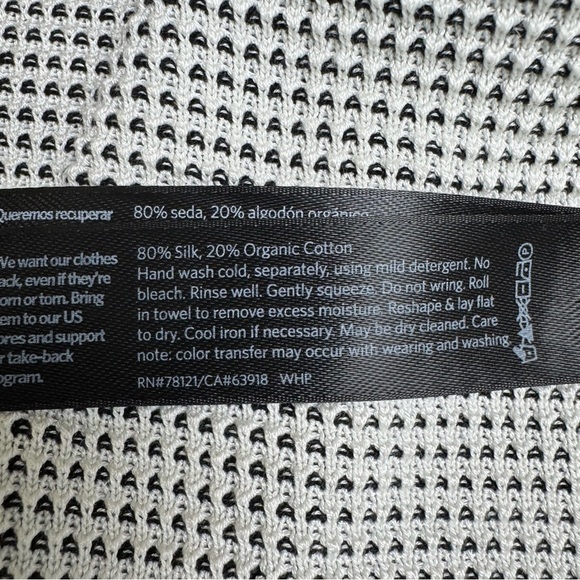 Queremos recuperar
80% seda, 20% algodón orgánico
We want our clothes
back, even if they're
worn or torn. Bring
them to our US
stores and support
our take-back
program.
80% Silk, 20% Organic Cotton
Hand wash cold, separately, using mild detergent. No
bleach. Rinse well. Gently squeeze. Do not wring. Roll
in towel to remove excess moisture. Reshape & lay flat
to dry. Cool iron if necessary. May be dry cleaned. Care
note: color transfer may occur with wearing and washing.
RN#78121/CA#63918 WHP